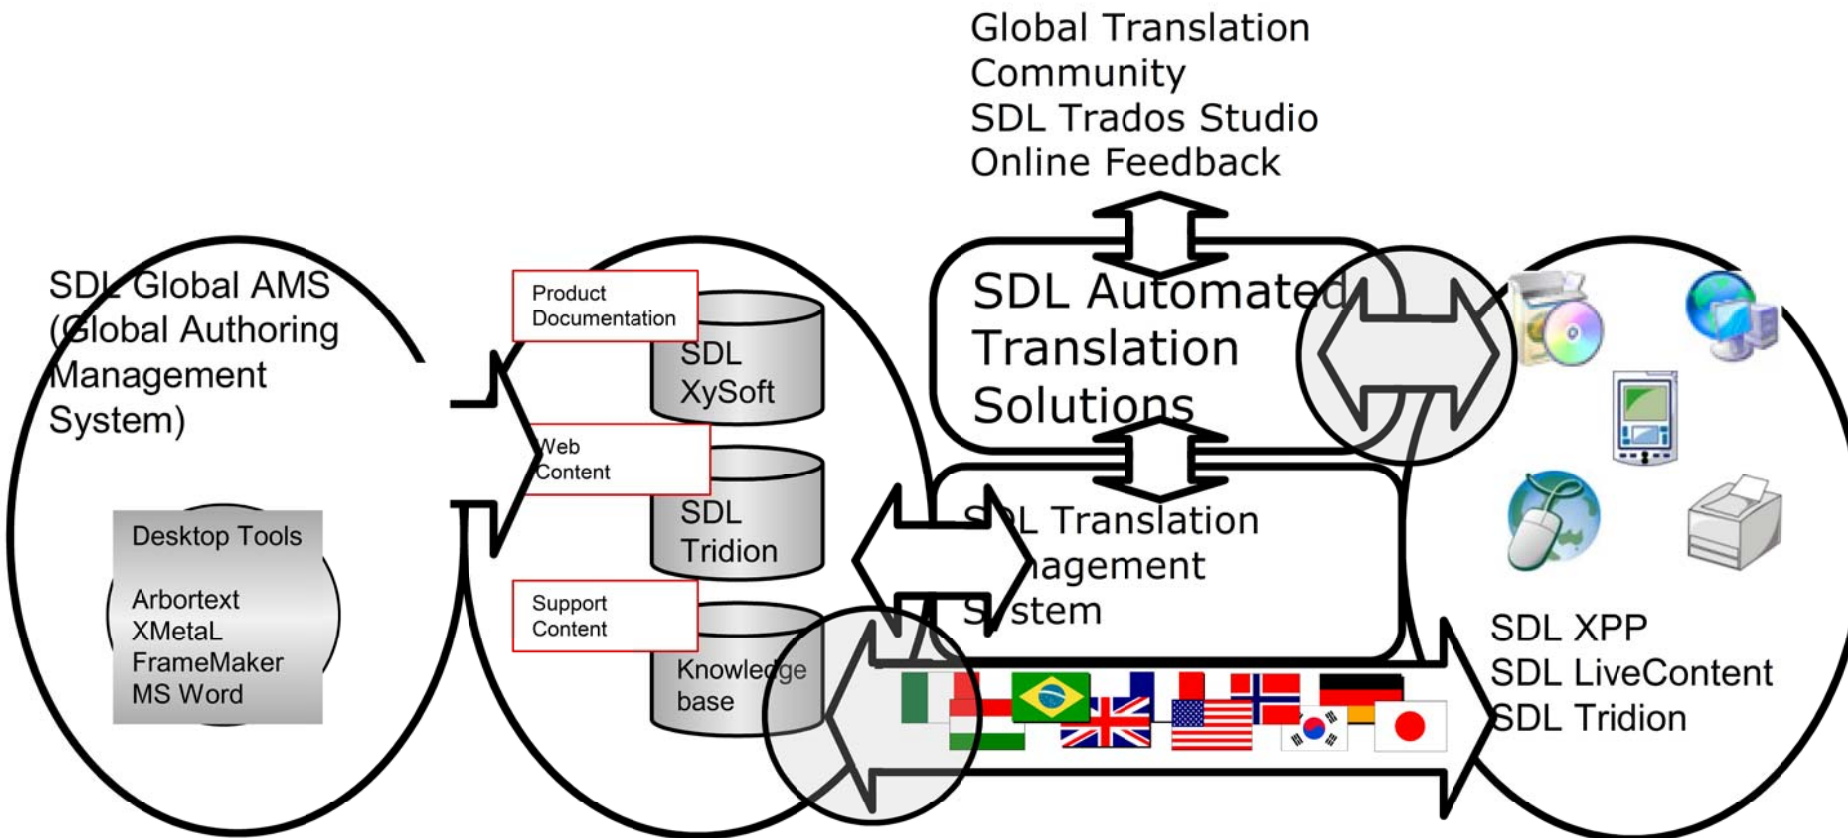 Global Translation
Community
SDL Trados Studio
Online Feedback
SDL Global AMS
(Global Authoring
Management
System)
Desktop Tools
Arbortext
XMetaL
FrameMaker
MS Word
Product
Documentation
SDL
XySoft
Web
Content
SDL
Tridion
Support
Content
Knowledge
base
SDL Automated
Translation
Solutions
SDL Translation
Management
System
SDL XPP
SDL LiveContent
SDL Tridion